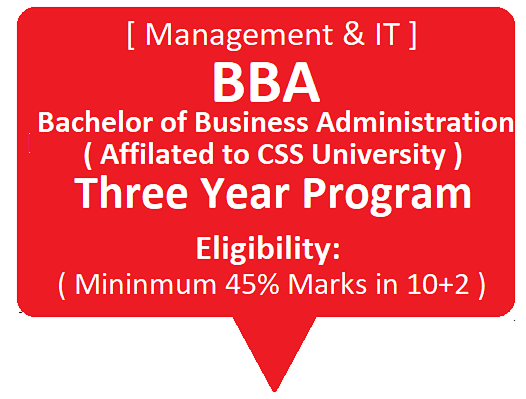 [ Management & IT ]
BBA
Bachelor of Business Administration
( Affilated to CSS University )
Three Year Program
Eligibility:
( Mininmum 45% Marks in 10+2 )